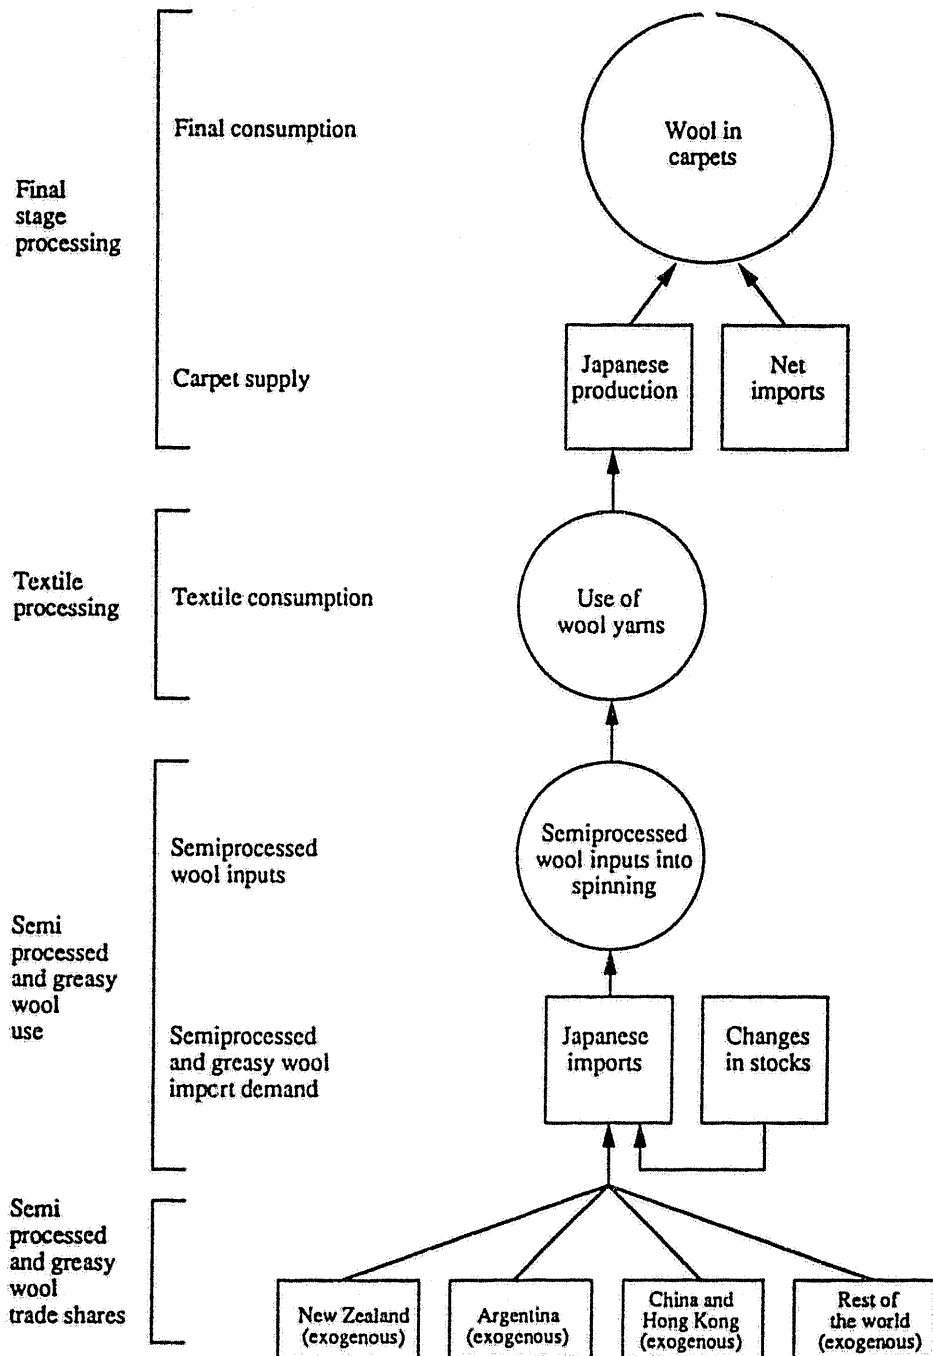 Final consumption
Wool in
carpets
Final
stage
processing
Carpet supply
Japanese
production
Net
imports
Textile
processing
Textile consumption
Use of
wool yarns
Semiprocessed
wool inputs
Semiprocessed
wool inputs into
spinning
Semi
processed
and greasy
wool
use
Semiprocessed
and greasy wool
import demand
Japanese
imports
Changes
in stocks
Semi
processed
and greasy
wool
trade shares
New Zealand
(exogenous)
Argentina
(exogenous)
China and
Hong Kong
(exogenous)
Rest of
the world
(exogenous)